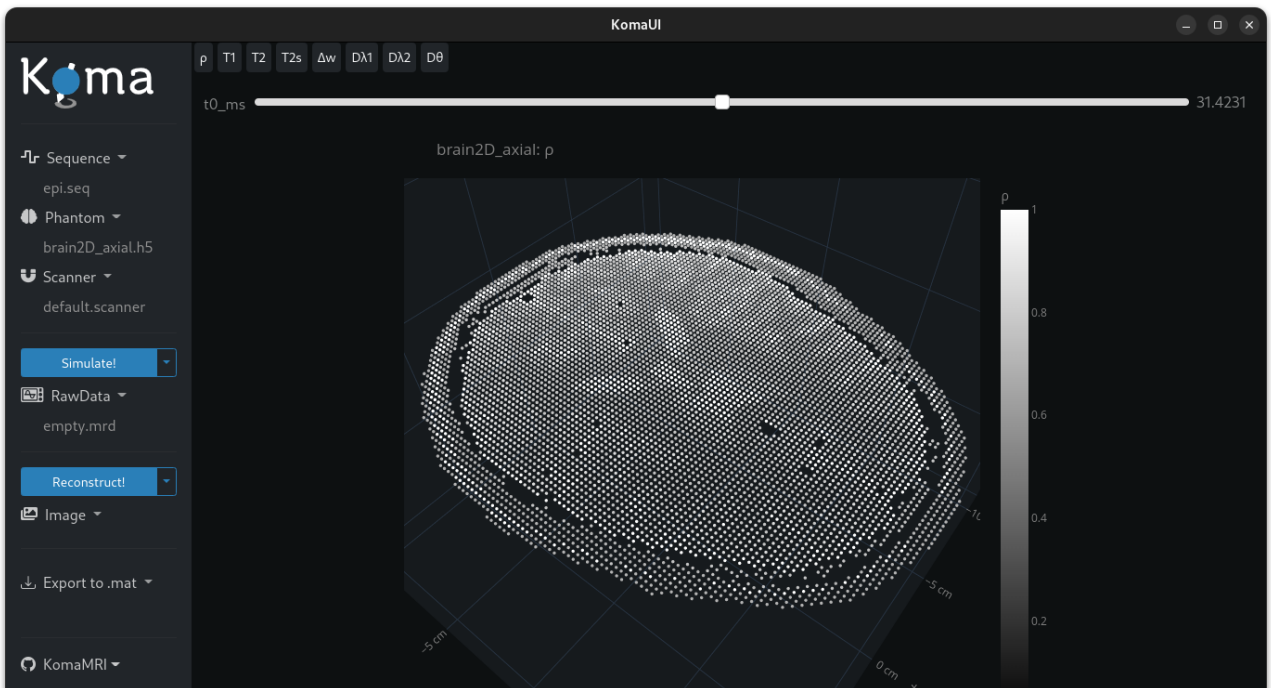 KomaUI
Koma
ρ T1 T2 T2s Δw Dλ1 Dλ2 Dθ
t0_ms 31.4231
Sequence
epi.seq
Phantom
brain2D_axial.h5
Scanner
default.scanner
Simulate!
RawData
empty.mrd
Reconstruct!
Image
Export to .mat
KomaMRI
brain2D_axial: ρ
ρ
1
0.8
0.6
0.4
0.2
−5 cm
0 cm
−5 cm